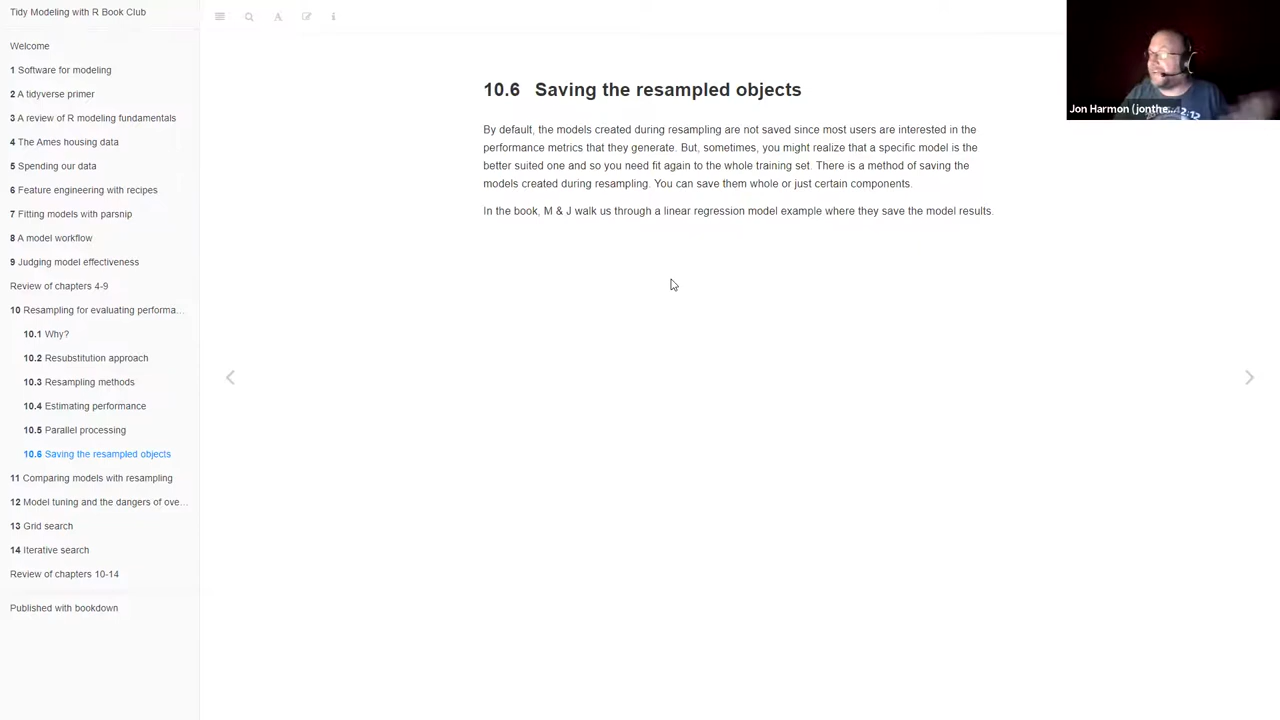 Tidy Modeling with R Book Club
Welcome
1 Software for modeling
2 A tidyverse primer
3 A review of R modeling fundamentals
4 The Ames housing data
5 Spending our data
6 Feature engineering with recipes
7 Fitting models with parsnip
8 A model workflow
9 Judging model effectiveness
Review of chapters 4-9
10 Resampling for evaluating performa...
10.1 Why?
10.2 Resubstitution approach
10.3 Resampling methods
10.4 Estimating performance
10.5 Parallel processing
10.6 Saving the resampled objects
11 Comparing models with resampling
12 Model tuning and the dangers of ove...
13 Grid search
14 Iterative search
Review of chapters 10-14
Published with bookdown
10.6 Saving the resampled objects
By default, the models created during resampling are not saved since most users are interested in the
performance metrics that they generate. But, sometimes, you might realize that a specific model is the
better suited one and so you need fit again to the whole training set. There is a method of saving the
models created during resampling. You can save them whole or just certain components.
In the book, M & J walk us through a linear regression model example where they save the model results.
Jon Harmon (jonthe...